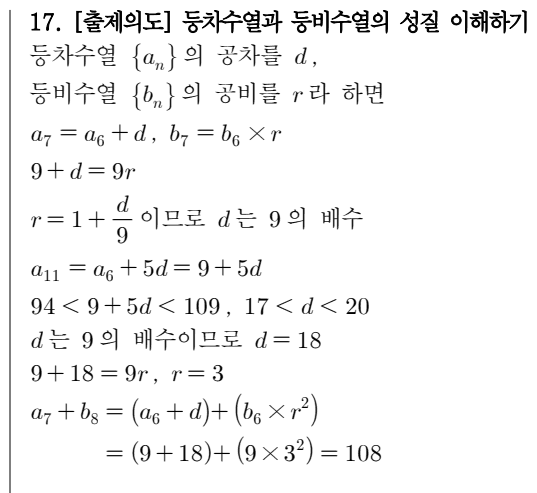 17. [출제의도] 등차수열과 등비수열의 성질 이해하기
등차수열 {aₙ}의 공차를 d,
등비수열 {bₙ}의 공비를 r라 하면
a₇ = a₆ + d, b₇ = b₆ × r
9 + d = 9r
r = 1 + d/9 이므로 d는 9의 배수
a₁₁ = a₆ + 5d = 9 + 5d
94 < 9 + 5d < 109, 17 < d < 20
d는 9의 배수이므로 d = 18
9 + 18 = 9r, r = 3
a₇ + b₈ = (a₆ + d) + (b₆ × r²)
= (9 + 18) + (9 × 3²) = 108